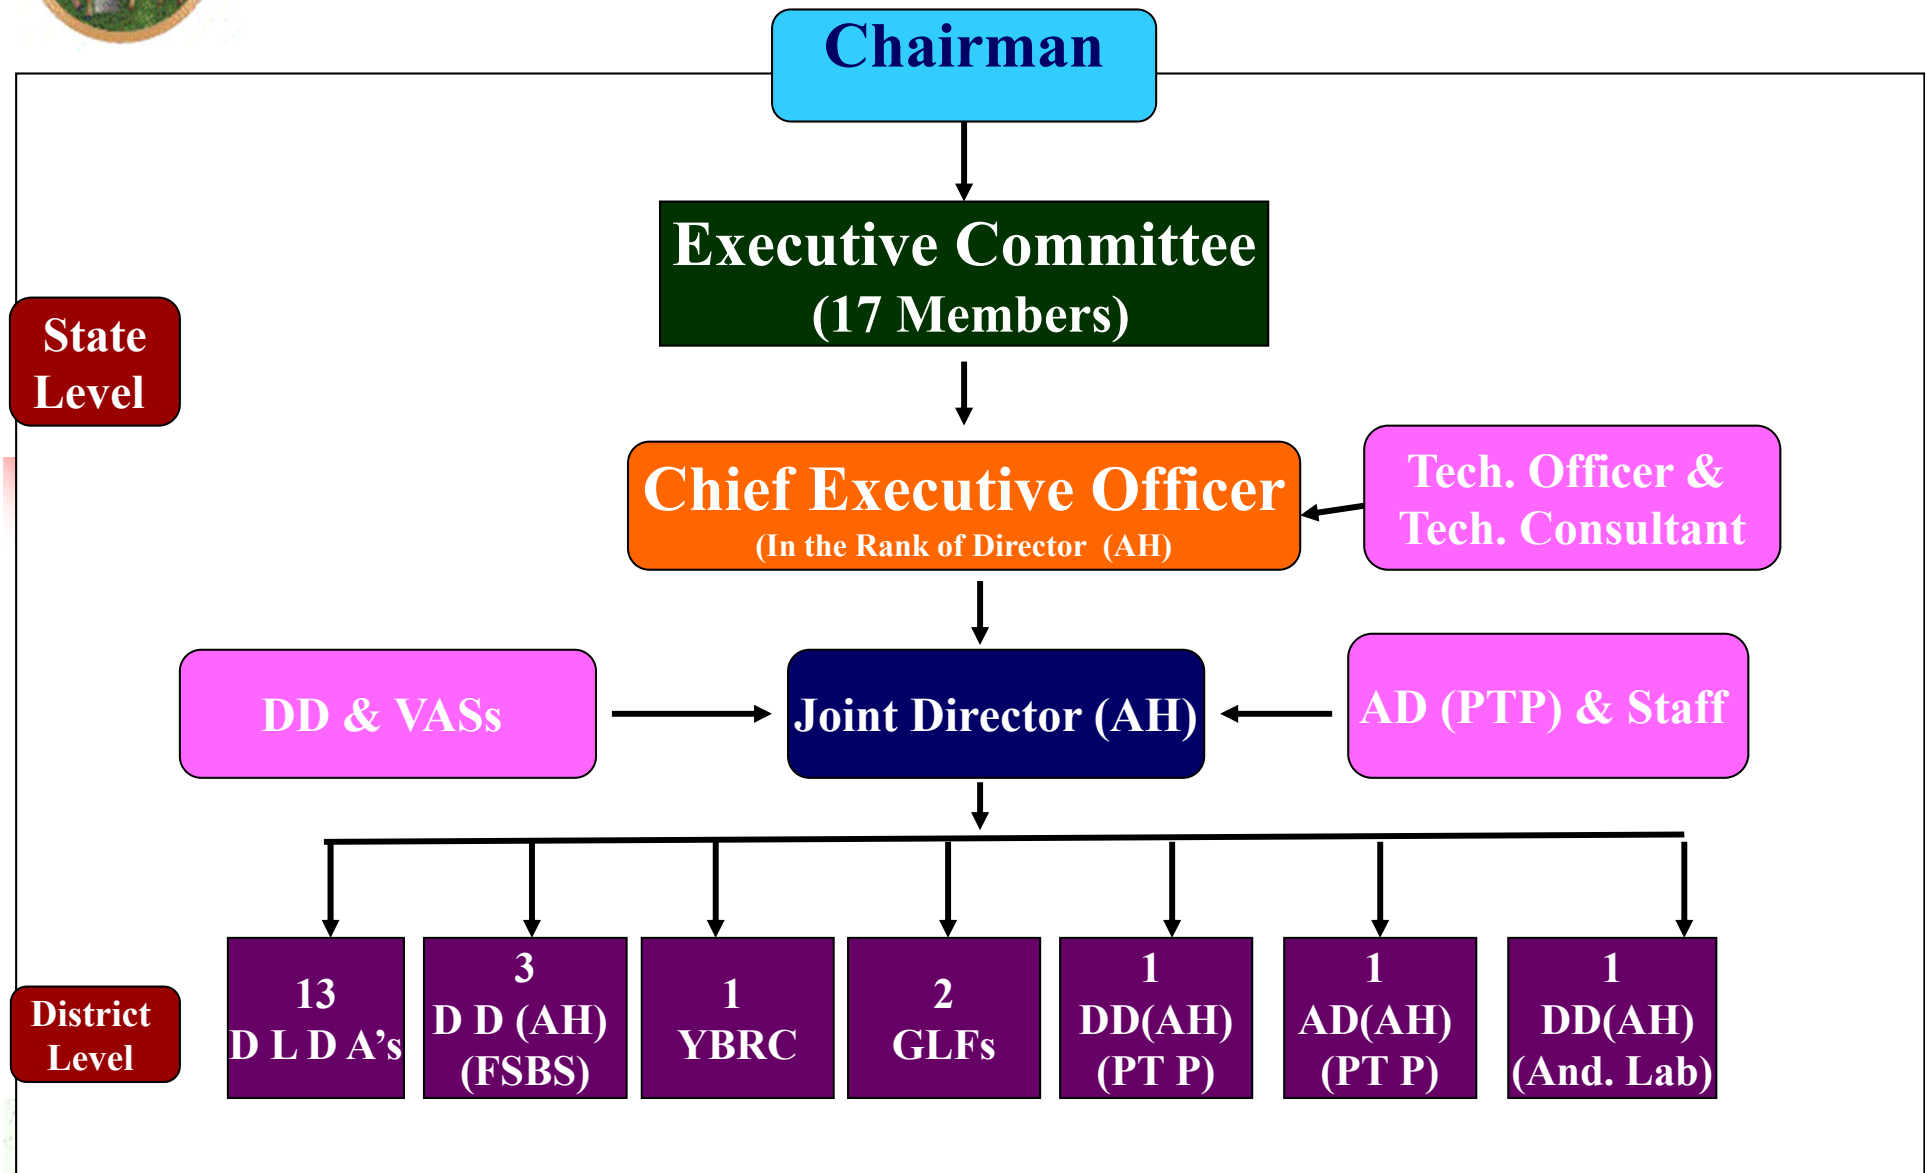 Chairman
Executive Committee
(17 Members)
State
Level
Chief Executive Officer
(In the Rank of Director (AH)
Tech. Officer &
Tech. Consultant
DD & VASs
Joint Director (AH)
AD (PTP) & Staff
District
Level
13
D L D A’s
3
D D (AH)
(FSBS)
1
YBRC
2
GLFs
1
DD(AH)
(PT P)
1
AD(AH)
(PT P)
1
DD(AH)
(And. Lab)